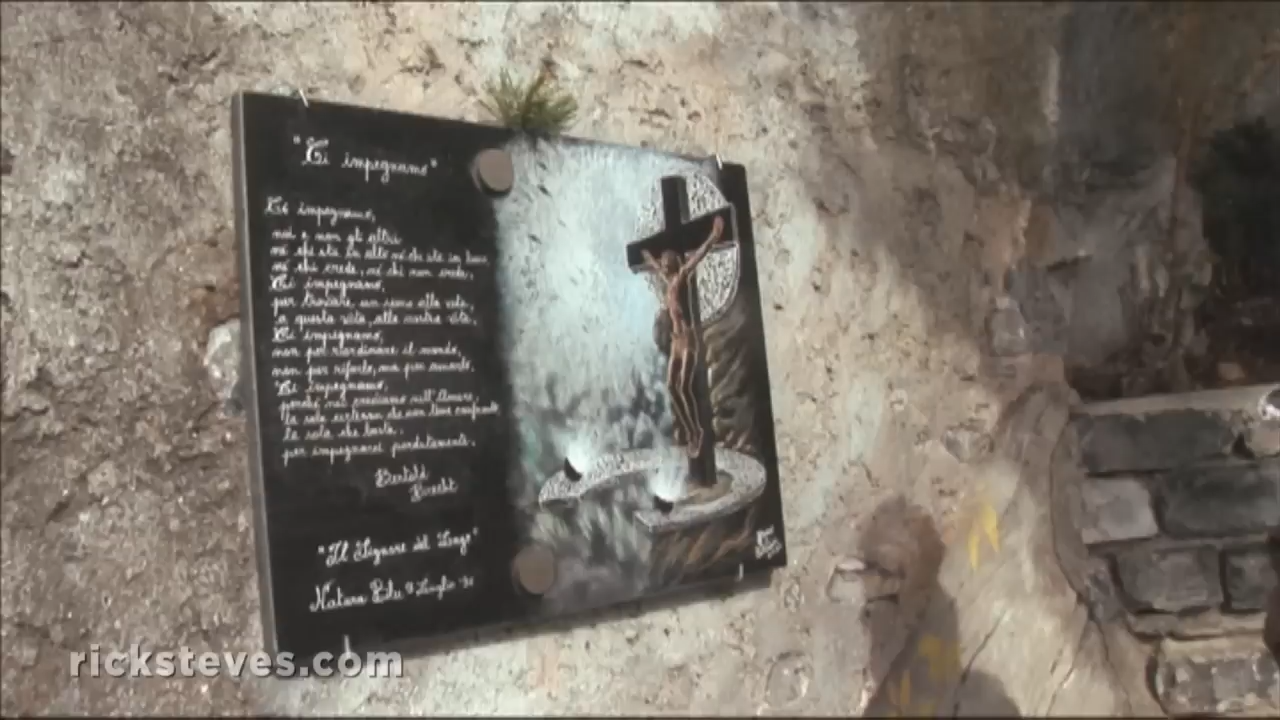 "Ci impegnamo"
Ci impegnamo,
noi e non gli altri
né chi sta in alto né chi sta in basso,
né chi crede, né chi non crede,
Ci impegnamo,
per trovare un senso alla vita,
a questa vita, alla nostra vita,
Ci impegnamo,
non per riordinare il mondo,
non per rifarlo, ma per amarlo,
Ci impegnamo,
perché noi crediamo nell'Amore,
la sola certezza che non teme confronti,
la sola che basta,
per impegnarci perdutamente.
Bertold
Brecht
"Il Signore del
Luglio
ricksteves.com